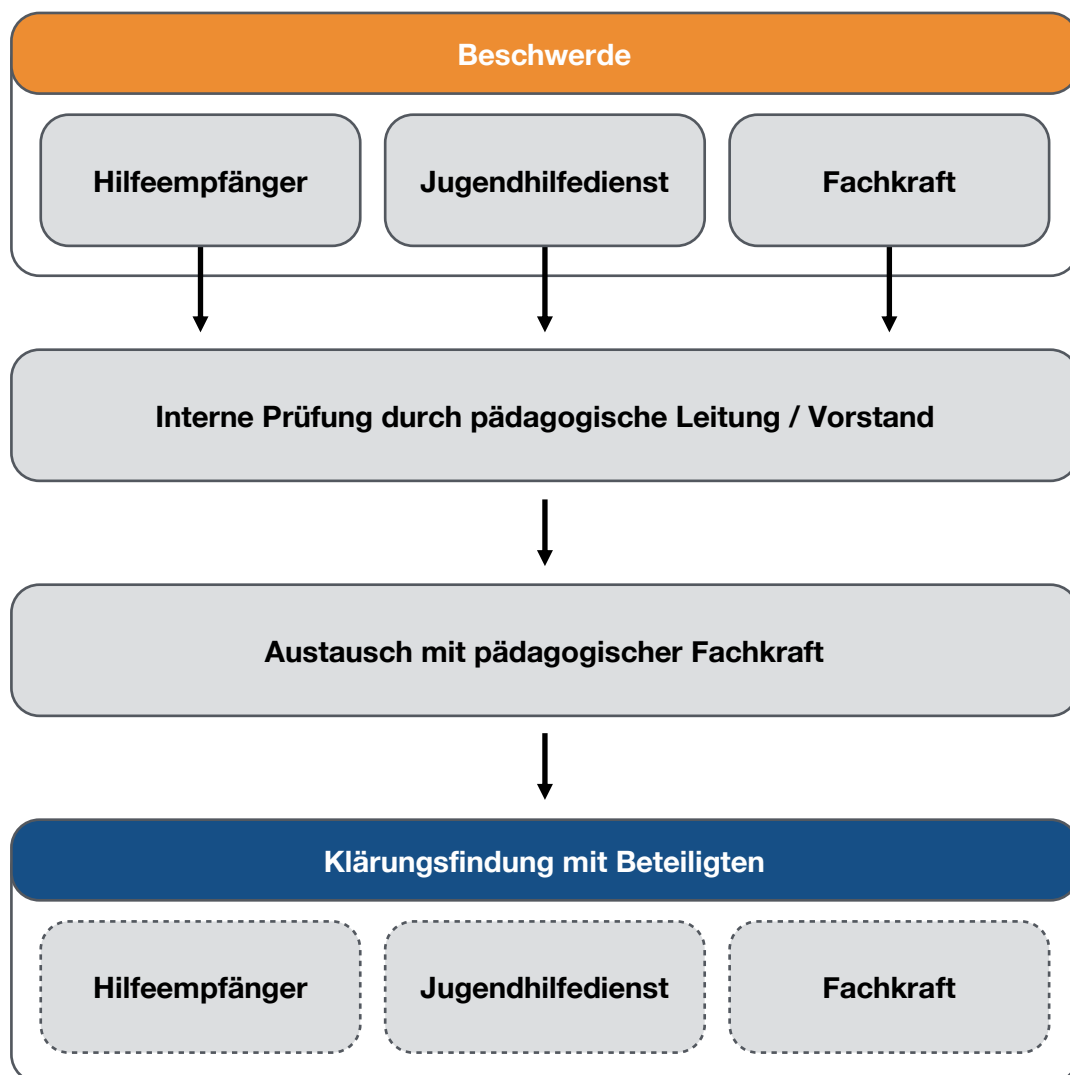 Beschwerde
Hilfeempfänger
Jugendhilfedienst
Fachkraft
Interne Prüfung durch pädagogische Leitung / Vorstand
Austausch mit pädagogischer Fachkraft
Klärungsfindung mit Beteiligten
Hilfeempfänger
Jugendhilfedienst
Fachkraft